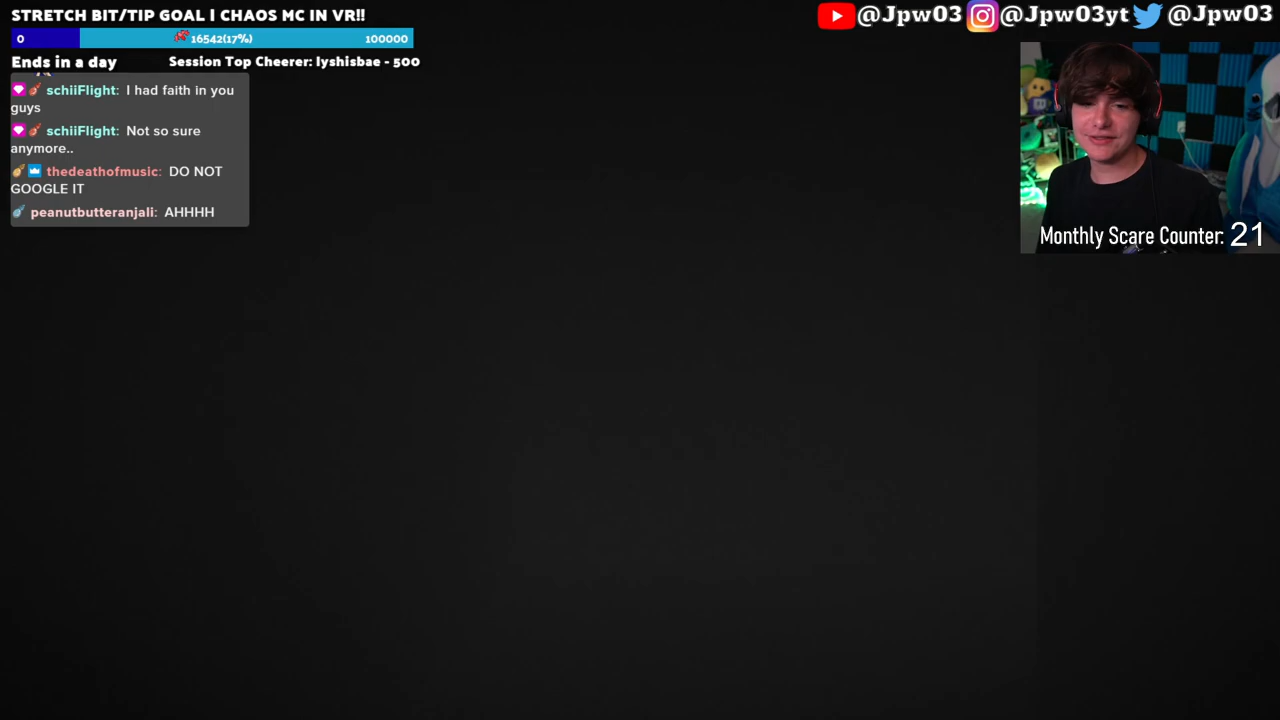 STRETCH BIT/TIP GOAL I CHAOS MC IN VR!!
0 16542(17%) 100000
Ends in a day Session Top Cheerer: lyshisbae - 500
schiiFlight: I had faith in you
guys
schiiFlight: Not so sure
anymore..
thedeathofmusic: DO NOT
GOOGLE IT
peanutbutteranjali: AHHHH
@Jpw03 @Jpw03yt @Jpw03
Monthly Scare Counter: 21